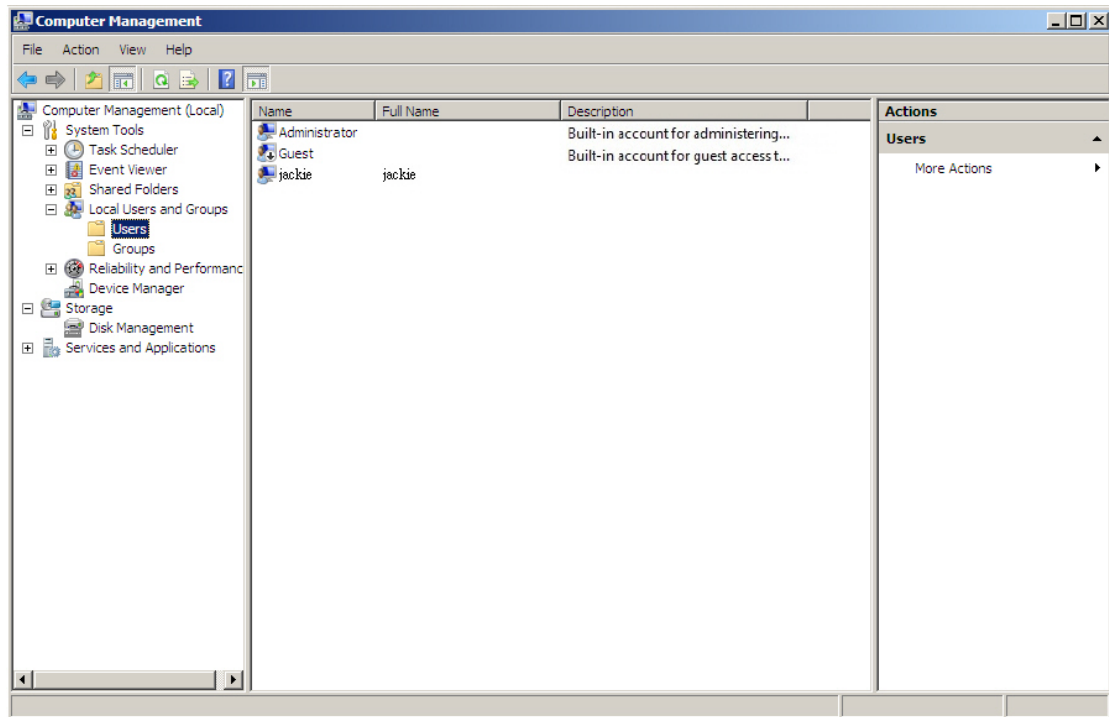 Computer Management
File Action View Help
Computer Management (Local)
System Tools
Task Scheduler
Event Viewer
Shared Folders
Local Users and Groups
Users
Groups
Reliability and Performanc
Device Manager
Storage
Disk Management
Services and Applications
Name Full Name Description
Administrator Built-in account for administering...
Guest Built-in account for guest access t...
jackie jackie
Actions
Users
More Actions